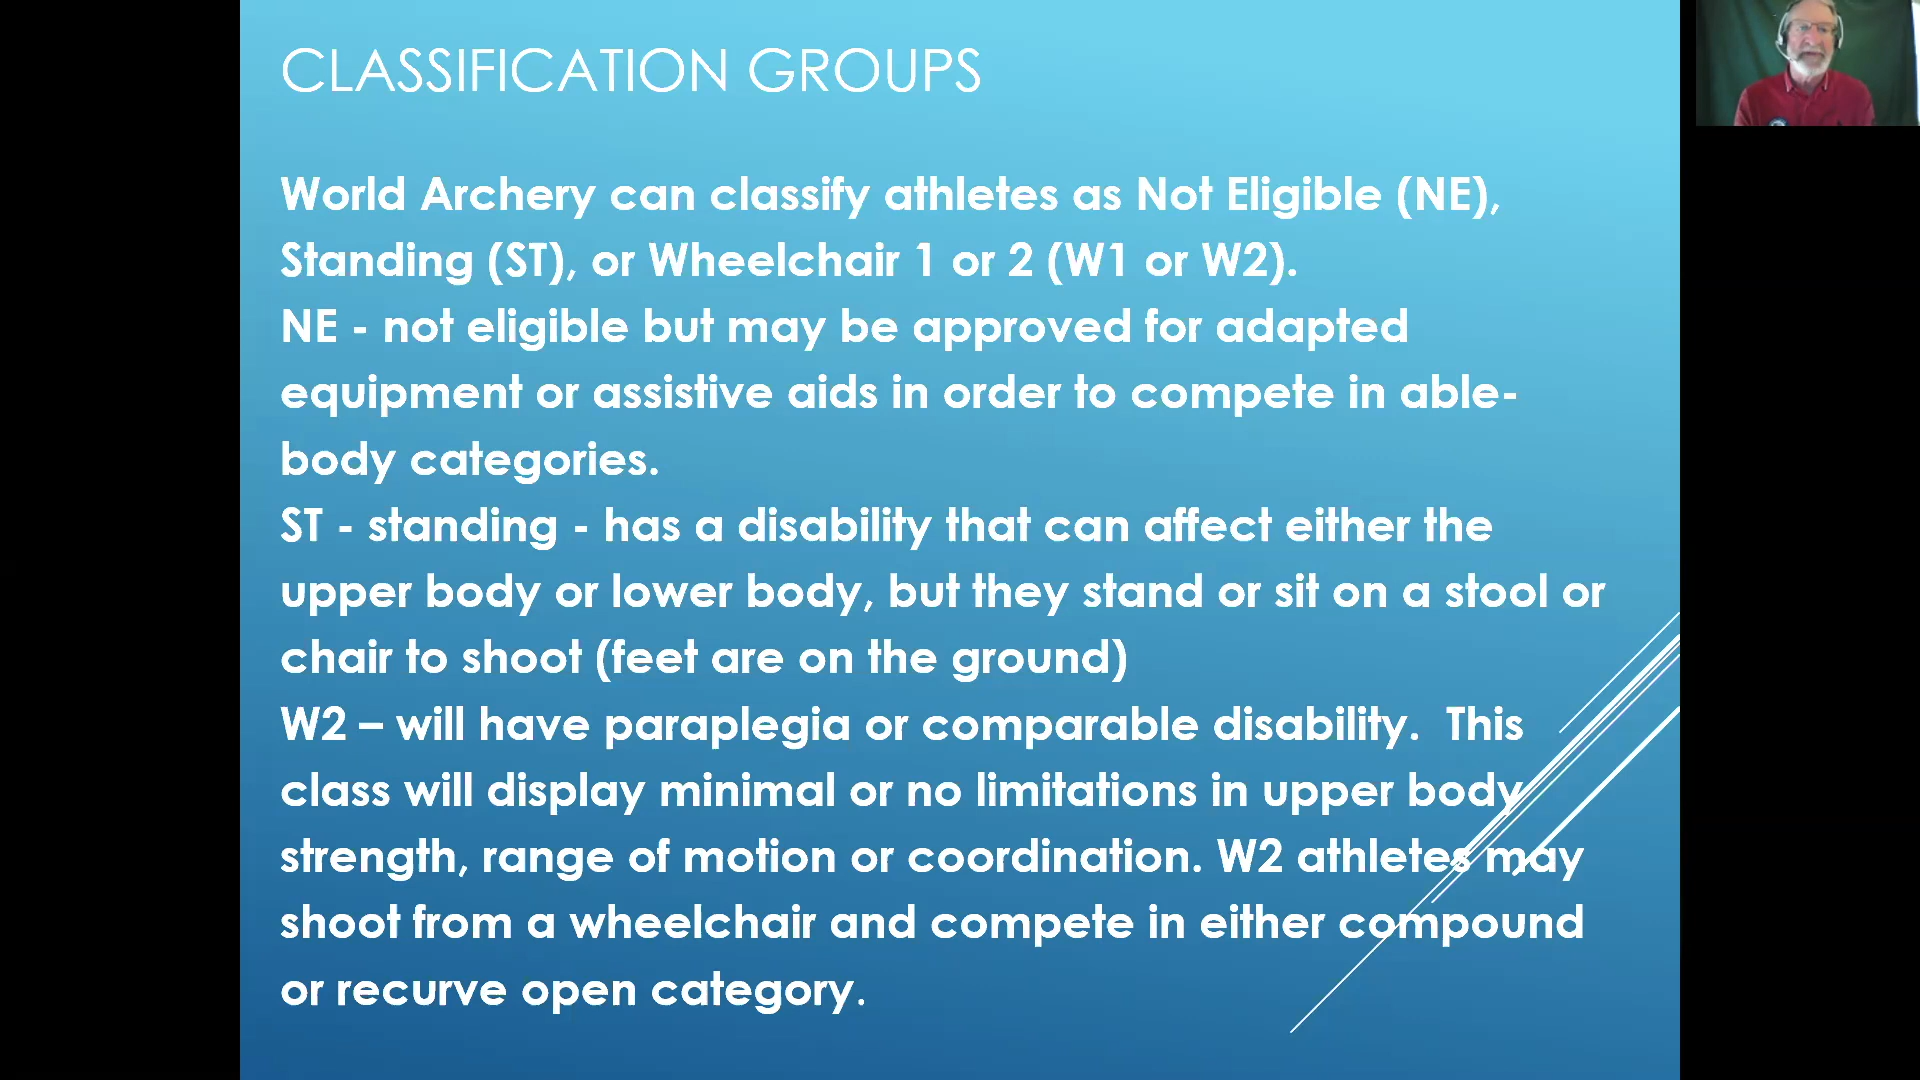 CLASSIFICATION GROUPS
World Archery can classify athletes as Not Eligible (NE),
Standing (ST), or Wheelchair 1 or 2 (W1 or W2).
NE - not eligible but may be approved for adapted
equipment or assistive aids in order to compete in able-
body categories.
ST - standing - has a disability that can affect either the
upper body or lower body, but they stand or sit on a stool or
chair to shoot (feet are on the ground)
W2 – will have paraplegia or comparable disability.  This
class will display minimal or no limitations in upper body
strength, range of motion or coordination. W2 athletes may
shoot from a wheelchair and compete in either compound
or recurve open category.